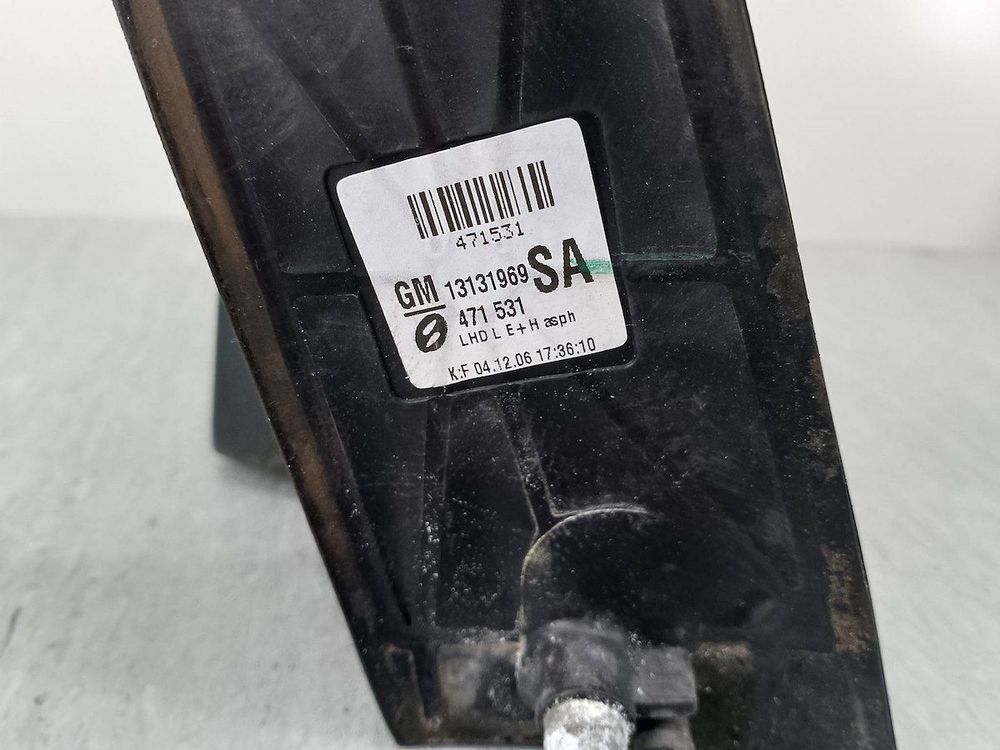 471531
GM 13131969 SA
471 531
LHD L E+H asph
K:F 04.12.06 17:36:10